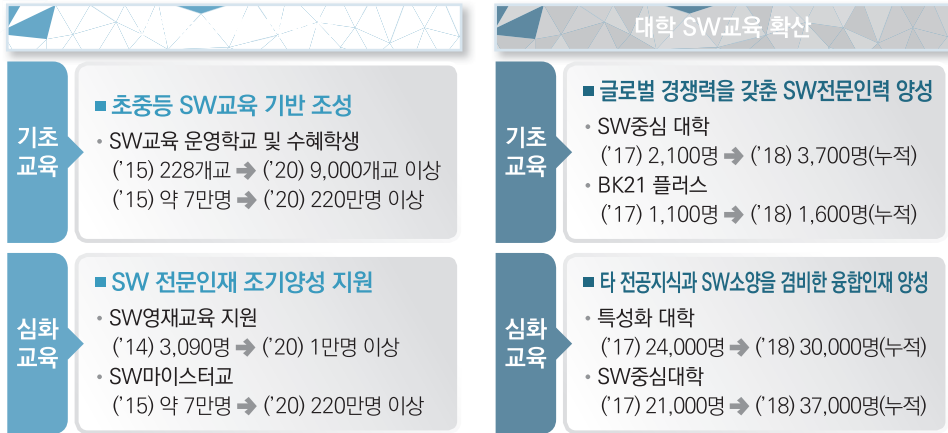 기초
교육
■ 초중등 SW교육 기반 조성
• SW교육 운영학교 및 수혜학생
(’15) 228개교 ➔ (’20) 9,000개교 이상
(’15) 약 7만명 ➔ (’20) 220만명 이상
심화
교육
■ SW 전문인재 조기양성 지원
• SW영재교육 지원
(’14) 3,090명 ➔ (’20) 1만명 이상
• SW마이스터교
(’15) 약 7만명 ➔ (’20) 220만명 이상
대학 SW교육 확산
기초
교육
■ 글로벌 경쟁력을 갖춘 SW전문인력 양성
• SW중심 대학
(’17) 2,100명 ➔ (’18) 3,700명(누적)
• BK21 플러스
(’17) 1,100명 ➔ (’18) 1,600명(누적)
심화
교육
■ 타 전공지식과 SW소양을 겸비한 융합인재 양성
• 특성화 대학
(’17) 24,000명 ➔ (’18) 30,000명(누적)
• SW중심대학
(’17) 21,000명 ➔ (’18) 37,000명(누적)